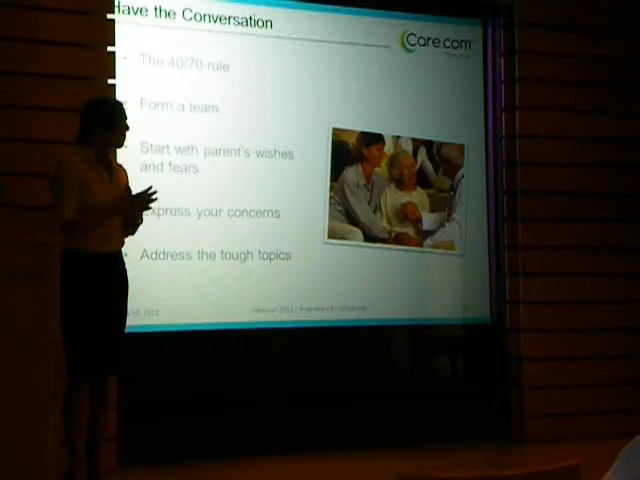 Have the Conversation
Care.com
The 40/70 rule
Form a team
Start with parent's wishes
and fears
Express your concerns
Address the tough topics
2012